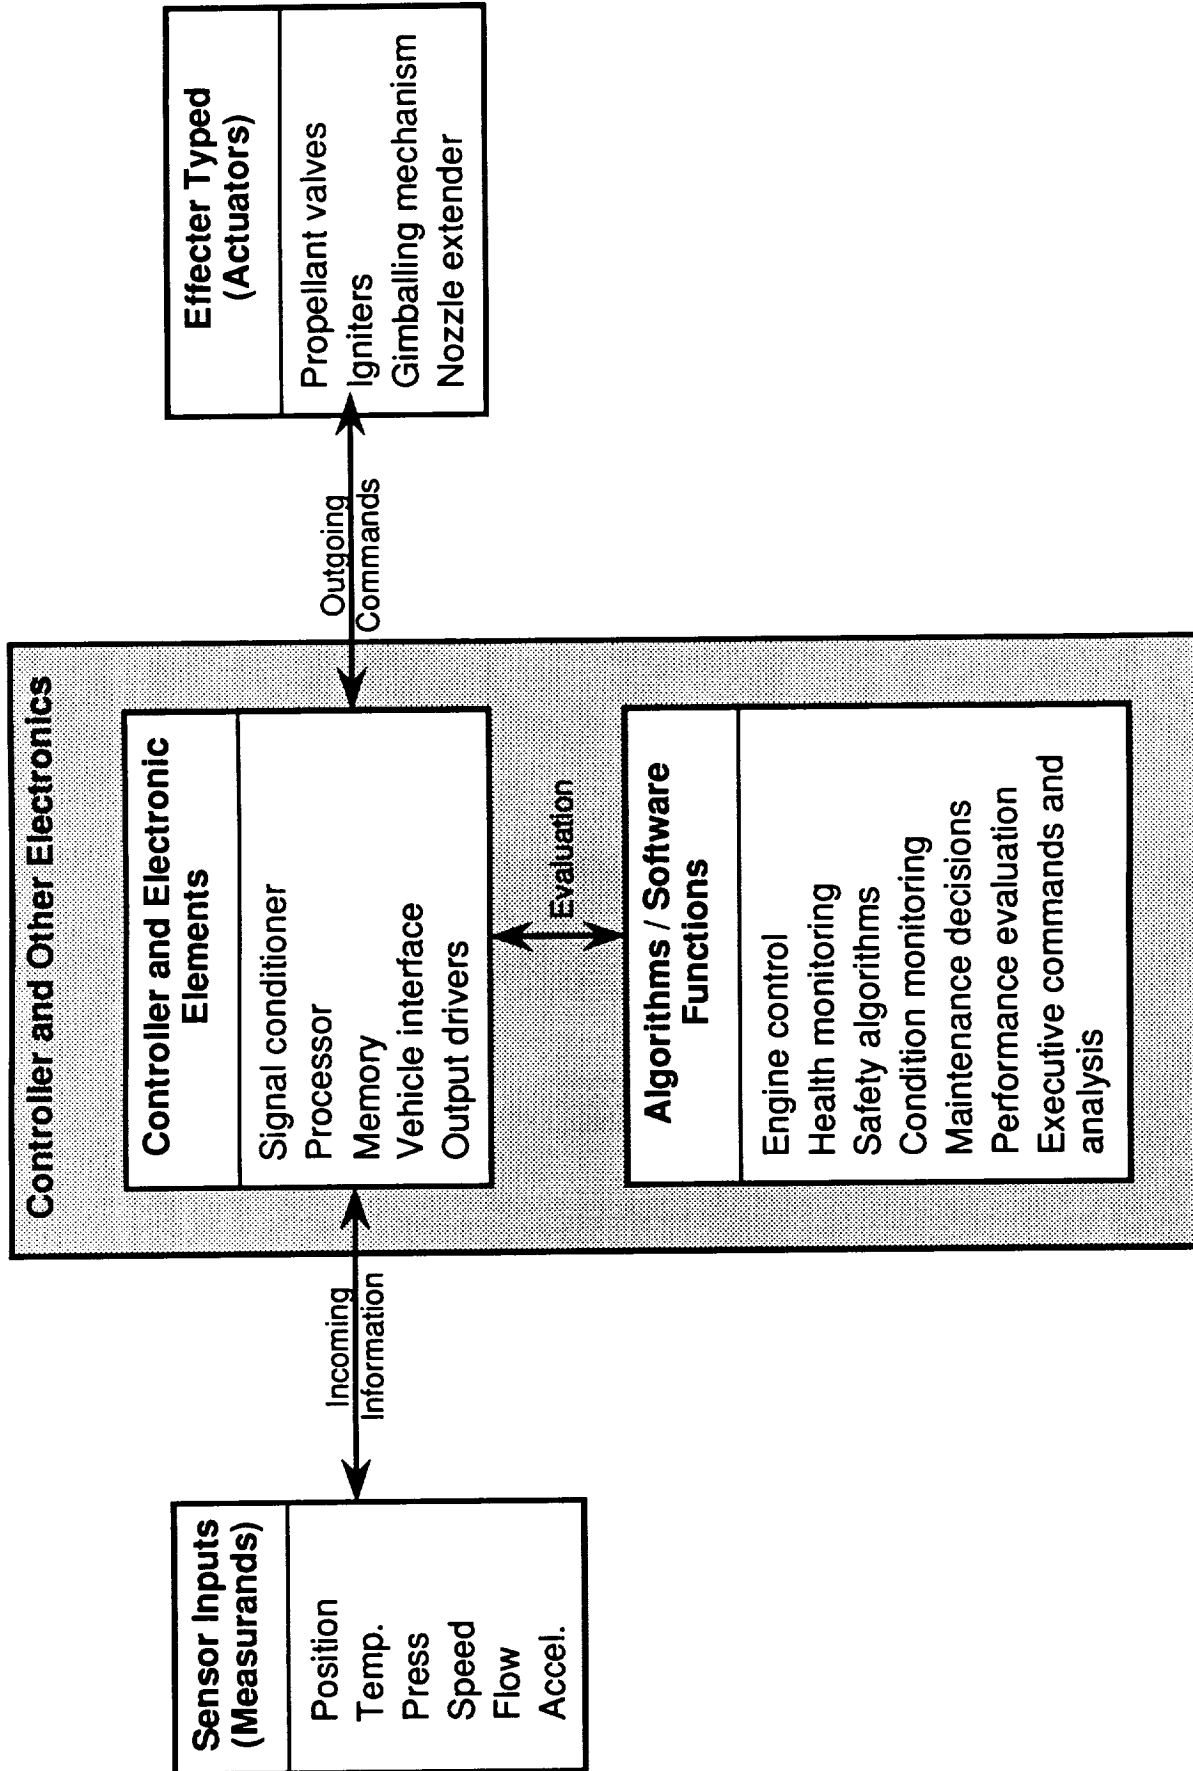 Controller and Other Electronics
Sensor Inputs
(Measurands)
Position
Temp.
Press
Speed
Flow
Accel.
Incoming
Information
Controller and Electronic
Elements
Signal conditioner
Processor
Memory
Vehicle interface
Output drivers
Evaluation
Algorithms / Software
Functions
Engine control
Health monitoring
Safety algorithms
Condition monitoring
Maintenance decisions
Performance evaluation
Executive commands and
analysis
Outgoing
Commands
Effecter Typed
(Actuators)
Propellant valves
Igniters
Gimballing mechanism
Nozzle extender